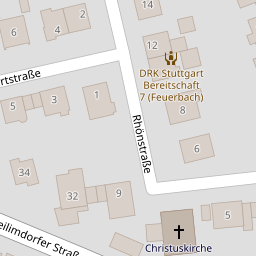 14
6
4
12
DRK Stuttgart
Bereitschaft
7 (Feuerbach)
rtstraße
5
3
1
8
Rhönstraße
6
34
32
9
5
eilimdorfer Straß
Christuskirche